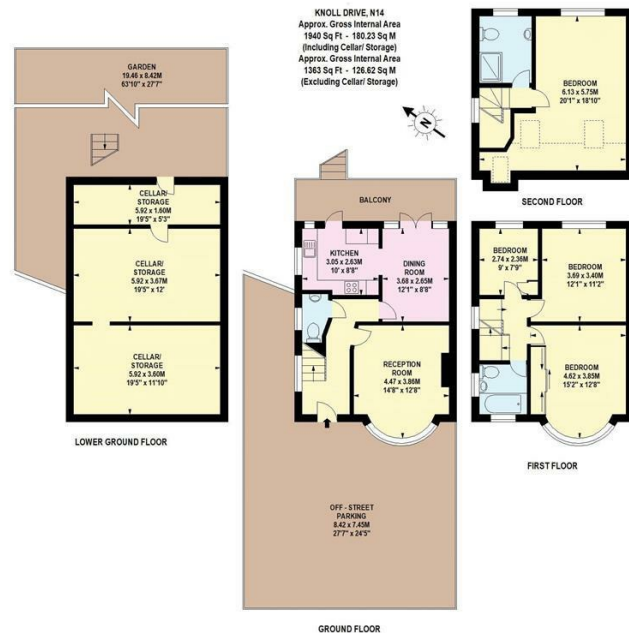 KNOLL DRIVE, N14
Approx. Gross Internal Area
1940 Sq Ft - 180.23 Sq M
(Including Cellar/ Storage)
Approx. Gross Internal Area
1363 Sq Ft - 126.62 Sq M
(Excluding Cellar/ Storage)
N
GARDEN
19.46 x 8.42M
63'10" x 27'7"
CELLAR/
STORAGE
5.92 x 1.60M
19'5" x 5'3"
CELLAR/
STORAGE
5.92 x 3.67M
19'5" x 12'
CELLAR/
STORAGE
5.92 x 3.60M
19'5" x 11'10"
LOWER GROUND FLOOR
BALCONY
KITCHEN
3.05 x 2.63M
10' x 8'8"
DINING
ROOM
3.68 x 2.65M
12'1" x 8'8"
RECEPTION
ROOM
4.47 x 3.86M
14'8" x 12'8"
OFF - STREET
PARKING
8.42 x 7.45M
27'7" x 24'5"
GROUND FLOOR
BEDROOM
6.13 x 5.75M
20'1" x 18'10"
SECOND FLOOR
BEDROOM
2.74 x 2.36M
9' x 7'9"
BEDROOM
3.69 x 3.40M
12'1" x 11'2"
BEDROOM
4.62 x 3.85M
15'2" x 12'8"
FIRST FLOOR